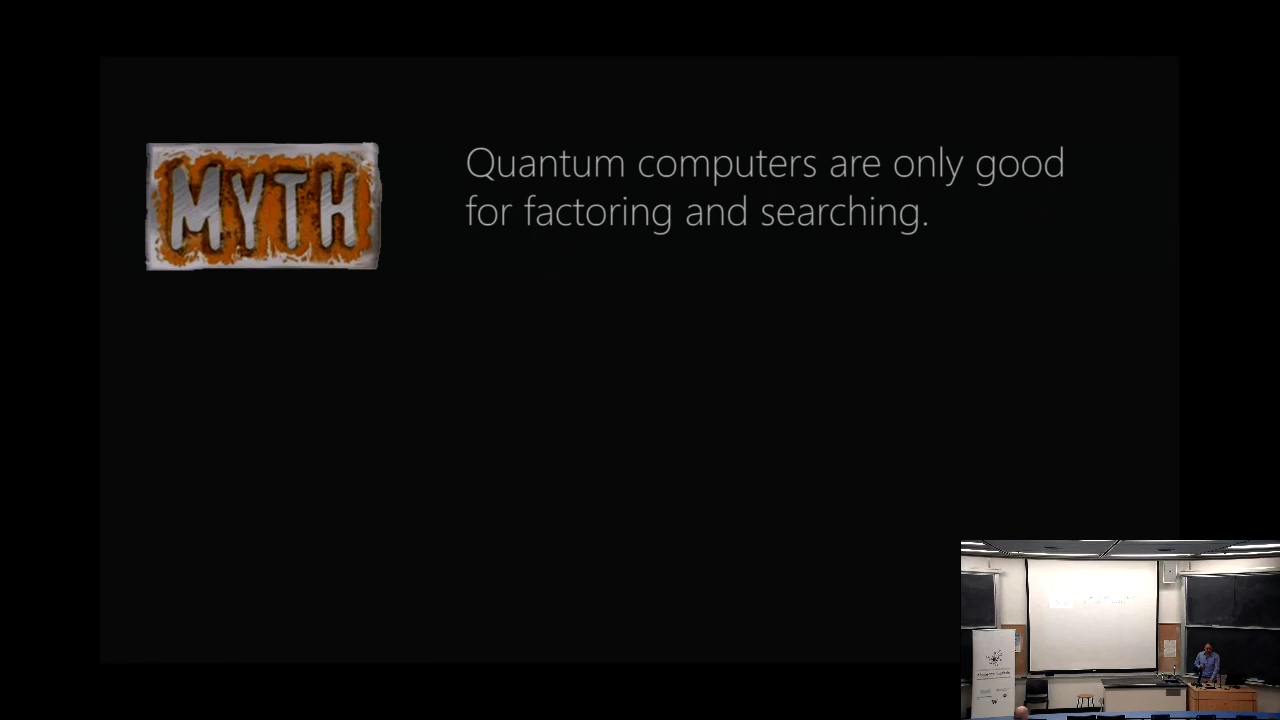 MYTH
Quantum computers are only good
for factoring and searching.